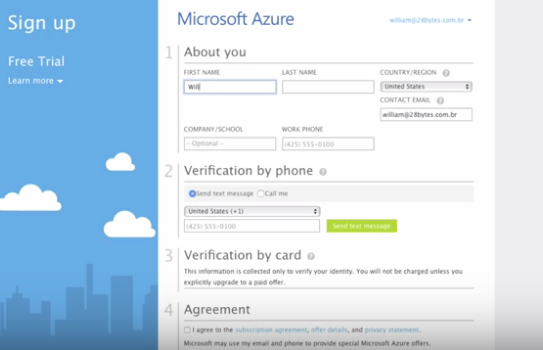 Sign up
Free Trial
Learn more
Microsoft Azure
william@28bytes.com.br
1 About you
FIRST NAME LAST NAME COUNTRY/REGION ?
Will United States
CONTACT EMAIL ?
william@28bytes.com.br
COMPANY/SCHOOL WORK PHONE
- Optional - (425) 555-0100
2 Verification by phone ?
Send text message Call me
United States (+1)
(425) 555-0100 Send text message
3 Verification by card ?
This information is collected only to verify your identity. You will not be charged unless you
explicitly upgrade to a paid offer.
4 Agreement
I agree to the subscription agreement, offer details, and privacy statement.
Microsoft may use my email and phone to provide special Microsoft Azure offers.